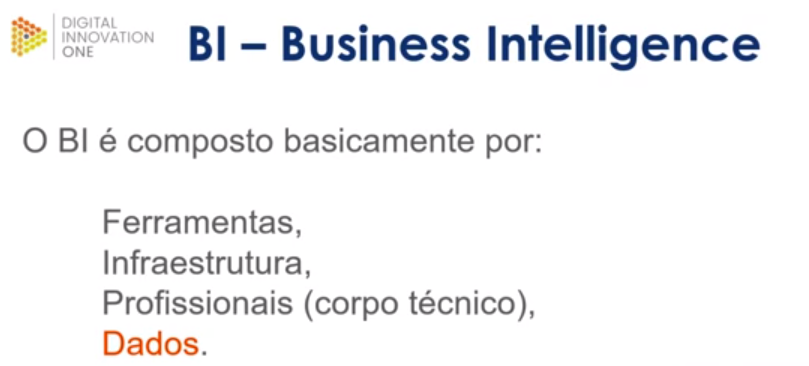 DIGITAL
INNOVATION
ONE
BI – Business Intelligence
O BI é composto basicamente por:
Ferramentas,
Infraestrutura,
Profissionais (corpo técnico),
Dados.